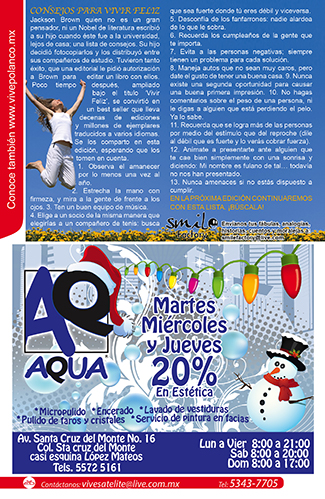 CONSEJOS PARA VIVIR FELIZ
Jackson Brown quien no es un gran
pensador, ni un Nobel de literatura escribió
a su hijo cuando éste fue a la universidad,
lejos de casa; una lista de consejos. Su hijo
decidió fotocopiarlos y los distribuyó entre
sus compañeros de estudio. Tuvieron tanto
éxito, que una editorial le pidió autorización
a Brown para editar un libro con ellos.
Poco tiempo después, ampliado
bajo el título 'Vivir
Feliz', se convirtió en
un best seller que lleva
decenas de ediciones
y millones de ejemplares
traducidos a varios idiomas.
Se los comparto en esta
edición, esperando que los
tomen en cuenta.
1. Observa el amanecer
por lo menos una vez al
año.
2. Estrecha la mano con
firmeza, y mira a la gente de frente a los
ojos. 3. Ten un buen equipo de música.
4. Elige a un socio de la misma manera que
elegirías a un compañero de tenis: busca
que sea fuerte donde tú eres débil y viceversa.
5. Desconfía de los fanfarrones: nadie alardea
de lo que le sobra.
6. Recuerda los cumpleaños de la gente que
te importa.
7. Evita a las personas negativas; siempre
tienen un problema para cada solución.
8. Maneja autos que no sean muy caros, pero
date el gusto de tener una buena casa. 9. Nunca
existe una segunda oportunidad para causar
una buena primera impresión. 10. No hagas
comentarios sobre el peso de una persona, ni
le digas a alguien que está perdiendo el pelo.
Ya lo sabe.
11. Recuerda que se logra más de las personas
por medio del estímulo que del reproche (dile
al débil que es fuerte y lo verás cobrar fuerza).
12. Anímate a presentarte ante alguien que
te cae bien simplemente con una sonrisa y
diciendo: Mi nombre es fulano de tal... todavía
no nos han presentado.
13. Nunca amenaces si no estás dispuesto a
cumplir.
EN LA PRÓXIMA EDICIÓN CONTINUAREMOS
CON ESTA LISTA. ¡BÚSCALA!
Smile
Envíanos tus fábulas, analogías,
historias, cuentos y
Conoce también www.vivepolanco.mx
AQUA
Martes
Miércoles
y Jueves
20%
En Estética
*Micropulido *Encerado *Lavado de vestiduras
*Pulido de faros y cristales *Servicio de pintura en facias
Av. Santa Cruz del Monte No. 16
Col. Sta cruz del Monte
casi esquina López Mateos
Tels. 5572 5161
Lun a Vier 8:00 a 21:00
Sab 8:00 a 20:00
Dom 8:00 a 17:00
Contáctanos: vivesatelite@live.com.mx
Tel: 5343-7705